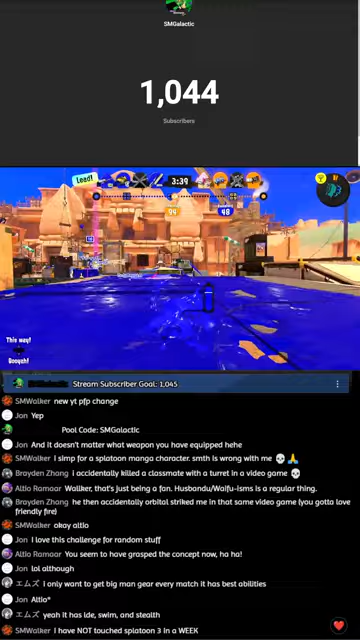 SMGalactic
1,044
Subscribers
Lead!
3:39
94
48
This way!
Booyah!
SMGalactic Stream Subscriber Goal: 1,045
SMWalker new yt pfp change
Jon Yep
Pool Code: SMGalactic
Jon And it doesn't matter what weapon you have equipped hehe
SMWalker I simp for a splatoon manga character. smth is wrong with me 💀🙏
Brayden Zhang i accidentally killed a classmate with a turret in a video game 💀
Altio Ramaar Wallker, that's just being a fan. Husbandu/Waifu-isms is a regular thing.
Brayden Zhang he then accidentally orbital striked me in that same video game (you gotta love
friendly fire)
SMWalker okay altio
Jon I love this challenge for random stuff
Altio Ramaar You seem to have grasped the concept now, ha ha!
Jon lol although
エムズ i only want to get big man gear every match it has best abilities
Jon Altio*
エムズ yeah it has ide, swim, and stealth
SMWalker I have NOT touched splatoon 3 in a WEEK